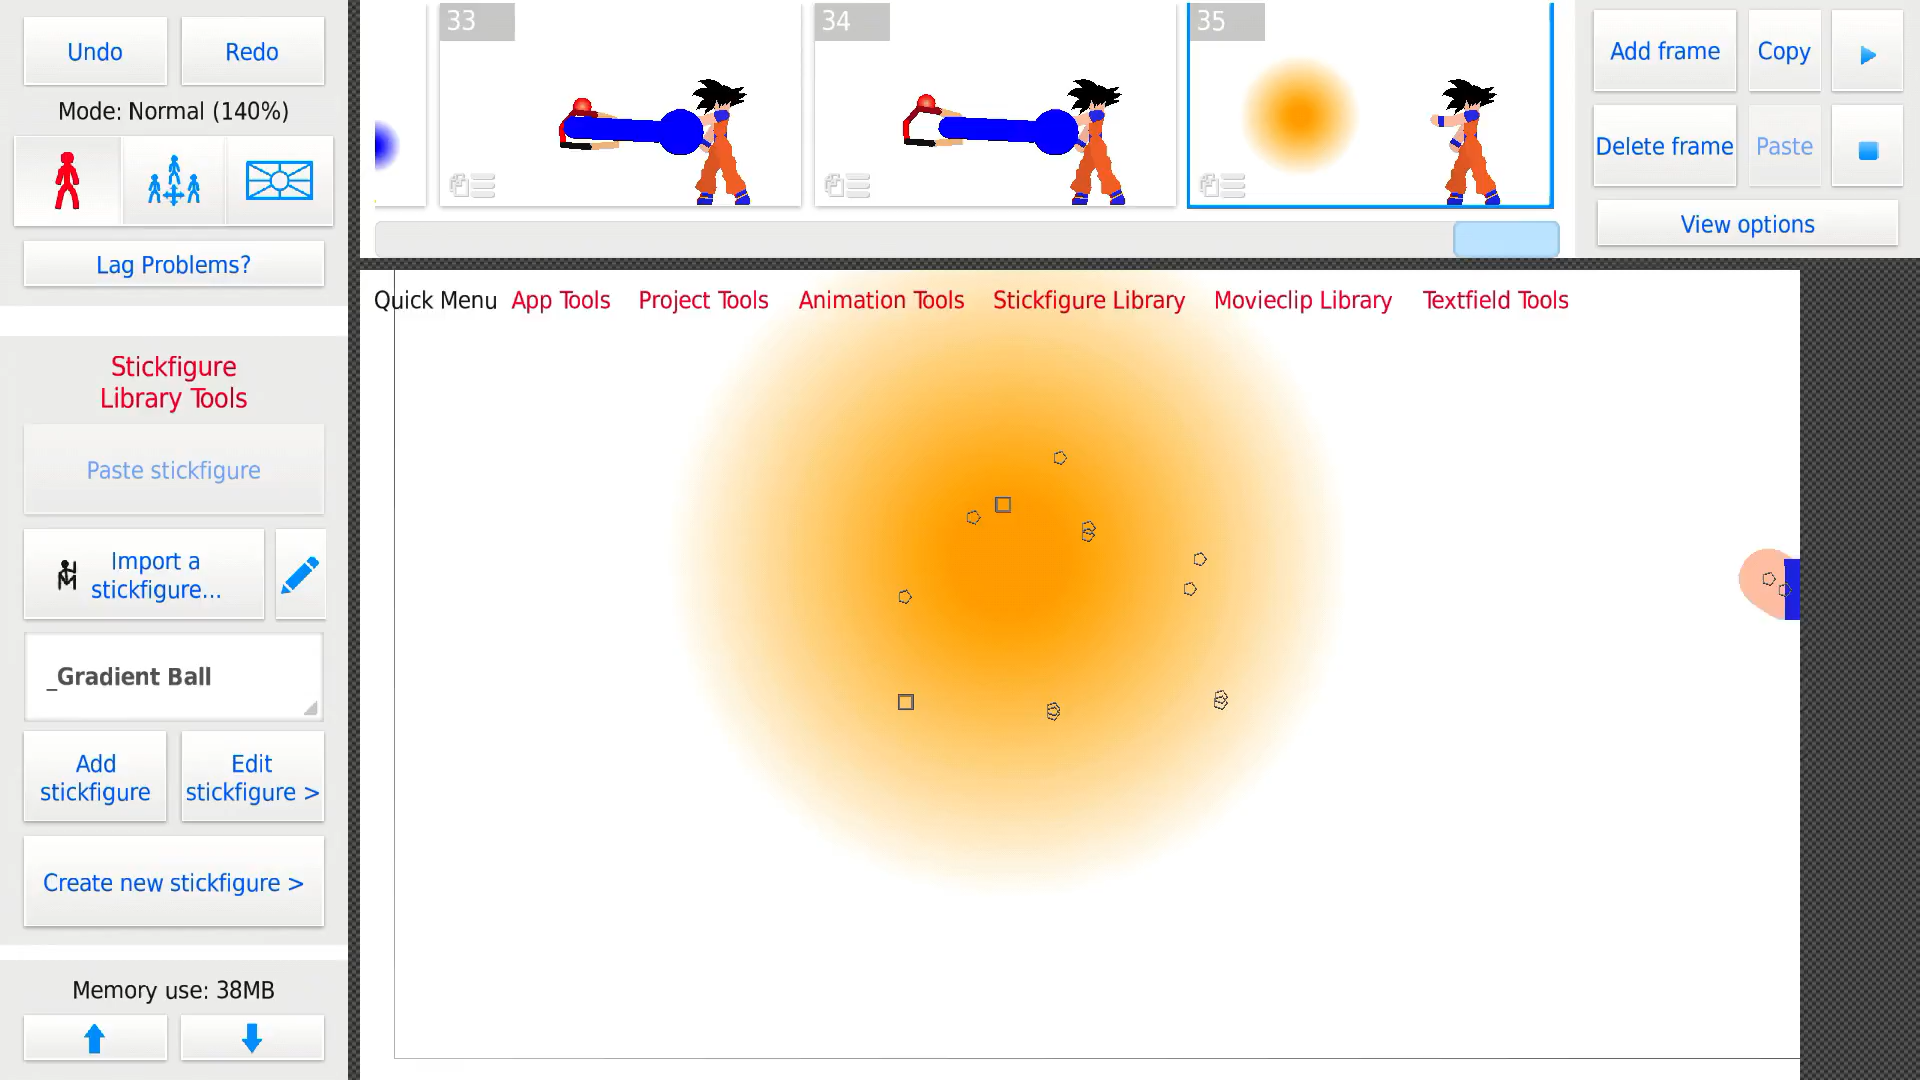 Undo
Redo
Mode: Normal (140%)
Lag Problems?
Stickfigure
Library Tools
Paste stickfigure
Import a
stickfigure...
_Gradient Ball
Add
stickfigure
Edit
stickfigure >
Create new stickfigure >
Memory use: 38MB
33
34
35
Add frame
Copy
Delete frame
Paste
View options
Quick Menu
App Tools
Project Tools
Animation Tools
Stickfigure Library
Movieclip Library
Textfield Tools